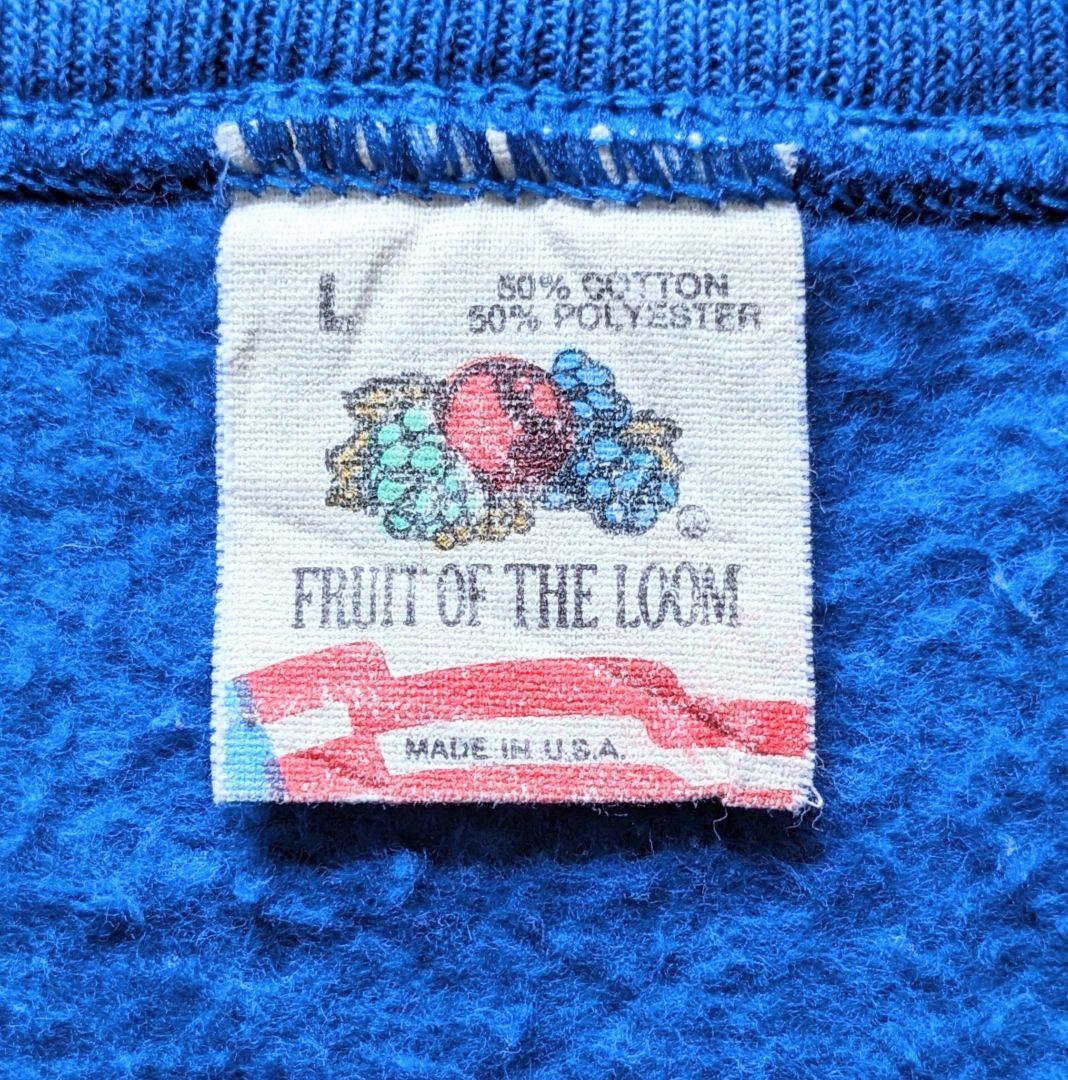 L
50% COTTON
50% POLYESTER
®
FRUIT OF THE LOOM
MADE IN U.S.A.